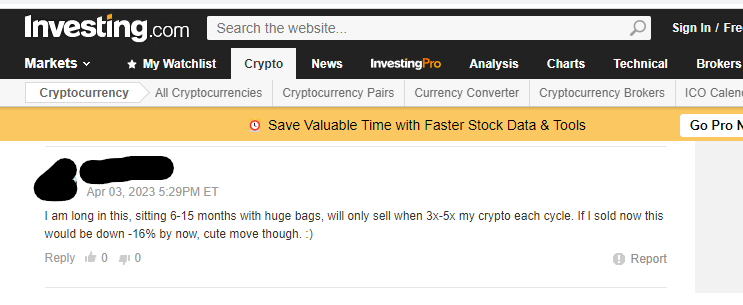 Investing.com
Search the website...
Sign In / Fre
Markets
My Watchlist
Crypto
News
InvestingPro
Analysis
Charts
Technical
Brokers
Cryptocurrency
All Cryptocurrencies
Cryptocurrency Pairs
Currency Converter
Cryptocurrency Brokers
ICO Calen
Save Valuable Time with Faster Stock Data & Tools
Go Pro N
Apr 03, 2023 5:29PM ET
I am long in this, sitting 6-15 months with huge bags, will only sell when 3x-5x my crypto each cycle. If I sold now this
would be down -16% by now, cute move though. :)
Reply
0
0
Report